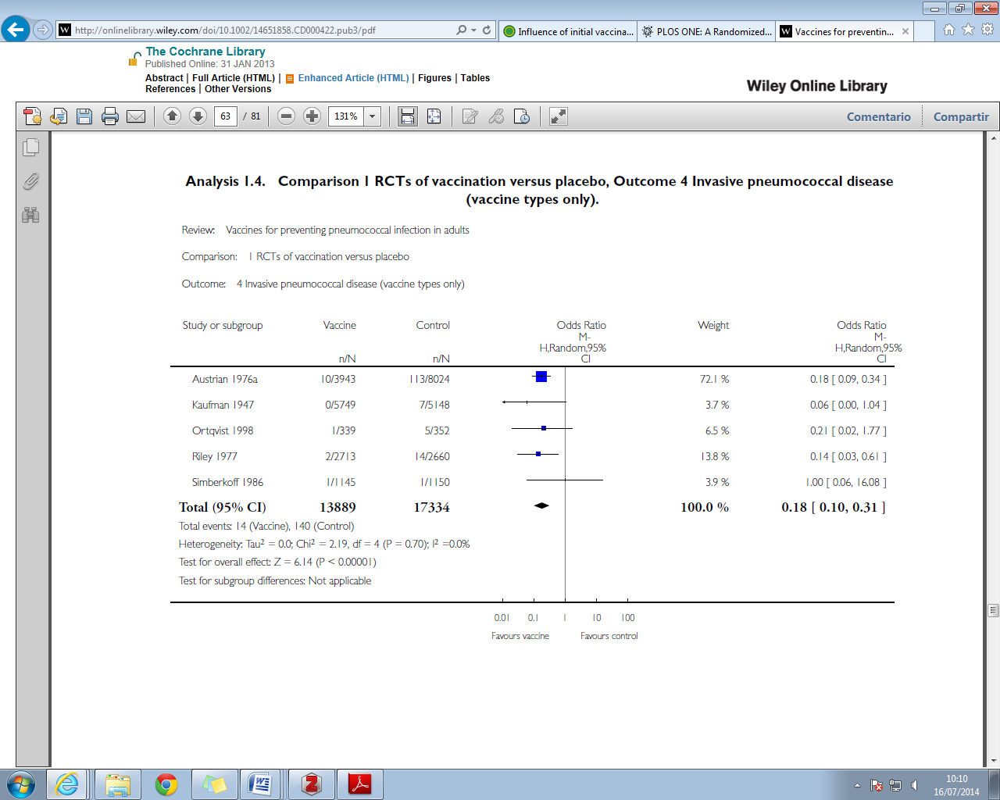 http://onlinelibrary.wiley.com/doi/10.1002/14651858.CD000422.pub3/pdf
Influence of initial vaccina...
PLOS ONE: A Randomized...
W Vaccines for preventin...
The Cochrane Library
Published Online: 31 JAN 2013
Abstract | Full Article (HTML) | Enhanced Article (HTML) | Figures | Tables
References | Other Versions
Wiley Online Library
63 / 81
131%
Comentario
Compartir
Analysis 1.4. Comparison 1 RCTs of vaccination versus placebo, Outcome 4 Invasive pneumococcal disease
(vaccine types only).
Review: Vaccines for preventing pneumococcal infection in adults
Comparison: 1 RCTs of vaccination versus placebo
Outcome: 4 Invasive pneumococcal disease (vaccine types only)
Study or subgroup Vaccine Control Odds Ratio Weight Odds Ratio
M- M-
H,Random,95% H,Random,95%
n/N n/N CI CI
Austrian 1976a 10/3943 113/8024 72.1 % 0.18 [ 0.09, 0.34 ]
Kaufman 1947 0/5749 7/5148 3.7 % 0.06 [ 0.00, 1.04 ]
Ortqvist 1998 1/339 5/352 6.5 % 0.21 [ 0.02, 1.77 ]
Riley 1977 2/2713 14/2660 13.8 % 0.14 [ 0.03, 0.61 ]
Simberkoff 1986 1/1145 1/1150 3.9 % 1.00 [ 0.06, 16.08 ]
Total (95% CI) 13889 17334 100.0 % 0.18 [ 0.10, 0.31 ]
Total events: 14 (Vaccine), 140 (Control)
Heterogeneity: Tau² = 0.0; Chi² = 2.19, df = 4 (P = 0.70); I² =0.0%
Test for overall effect: Z = 6.14 (P < 0.00001)
Test for subgroup differences: Not applicable
0.01 0.1 1 10 100
Favours vaccine Favours control
10:10
16/07/2014